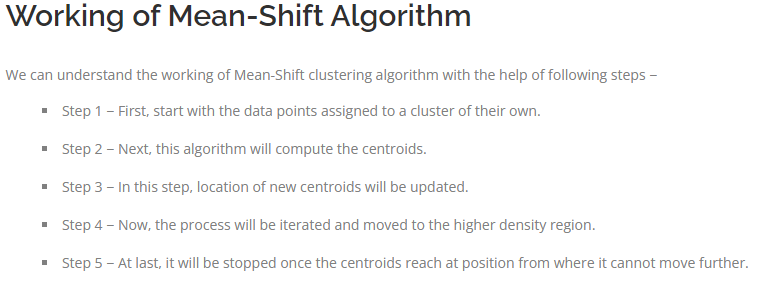 Working of Mean-Shift Algorithm
We can understand the working of Mean-Shift clustering algorithm with the help of following steps −
▪ Step 1 − First, start with the data points assigned to a cluster of their own.
▪ Step 2 − Next, this algorithm will compute the centroids.
▪ Step 3 − In this step, location of new centroids will be updated.
▪ Step 4 − Now, the process will be iterated and moved to the higher density region.
▪ Step 5 − At last, it will be stopped once the centroids reach at position from where it cannot move further.